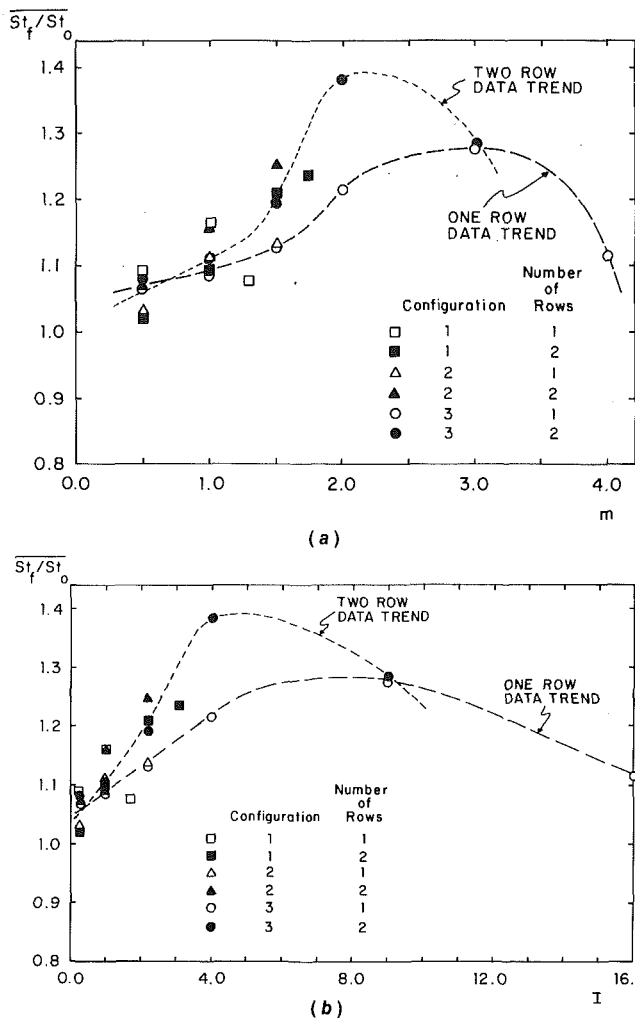 St_f/St_o
1.4
1.3
1.2
1.1
1.0
0.9
0.8
TWO ROW
DATA TREND
ONE ROW
DATA TREND
Number
of
Configuration Rows
□ 1 1
■ 1 2
△ 2 1
▲ 2 2
○ 3 1
● 3 2
0.0 1.0 2.0 3.0 4.0
m
(a)
St_f/St_o
1.4
1.3
1.2
1.1
1.0
0.9
0.8
TWO ROW
DATA TREND
ONE ROW
DATA TREND
Number
of
Configuration Rows
□ 1 1
■ 1 2
△ 2 1
▲ 2 2
○ 3 1
● 3 2
0.0 4.0 8.0 12.0 16.
I
(b)